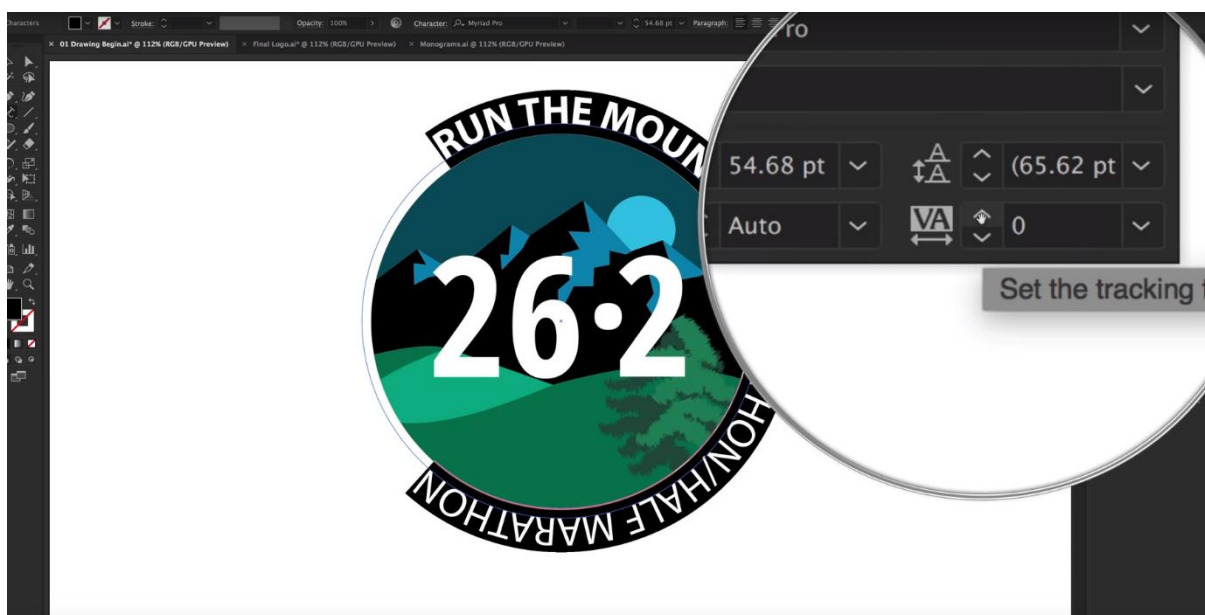 Characters Stroke: Opacity: 100% Character: Myriad Pro 54.68 pt Paragraph:
× 01 Drawing Begin.ai* @ 112% (RGB/GPU Preview) × Final Logo.ai* @ 112% (RGB/GPU Preview) × Monograms.ai @ 112% (RGB/GPU Preview)
RUN THE MOUN
26·2
HON/HALF MARATHON
Pro
54.68 pt (65.62 pt
Auto VA 0
Set the tracking f